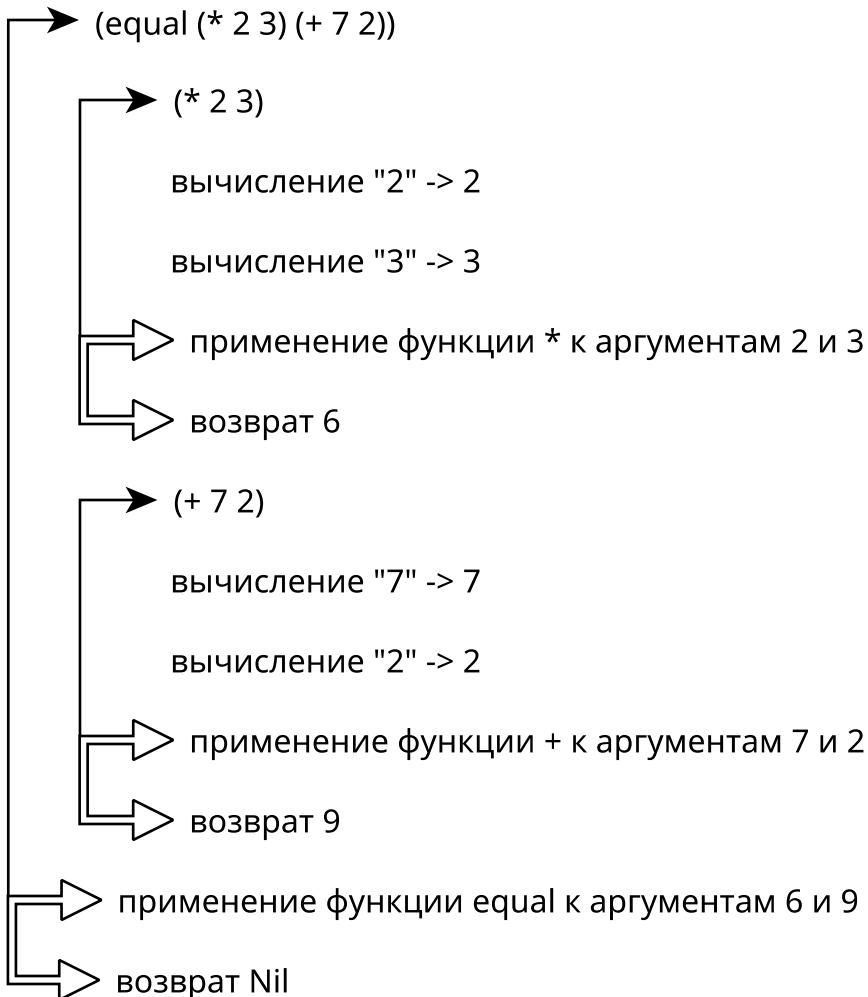 (equal (* 2 3) (+ 7 2))
(* 2 3)
вычисление "2" -> 2
вычисление "3" -> 3
применение функции * к аргументам 2 и 3
возврат 6
(+ 7 2)
вычисление "7" -> 7
вычисление "2" -> 2
применение функции + к аргументам 7 и 2
возврат 9
применение функции equal к аргументам 6 и 9
возврат Nil